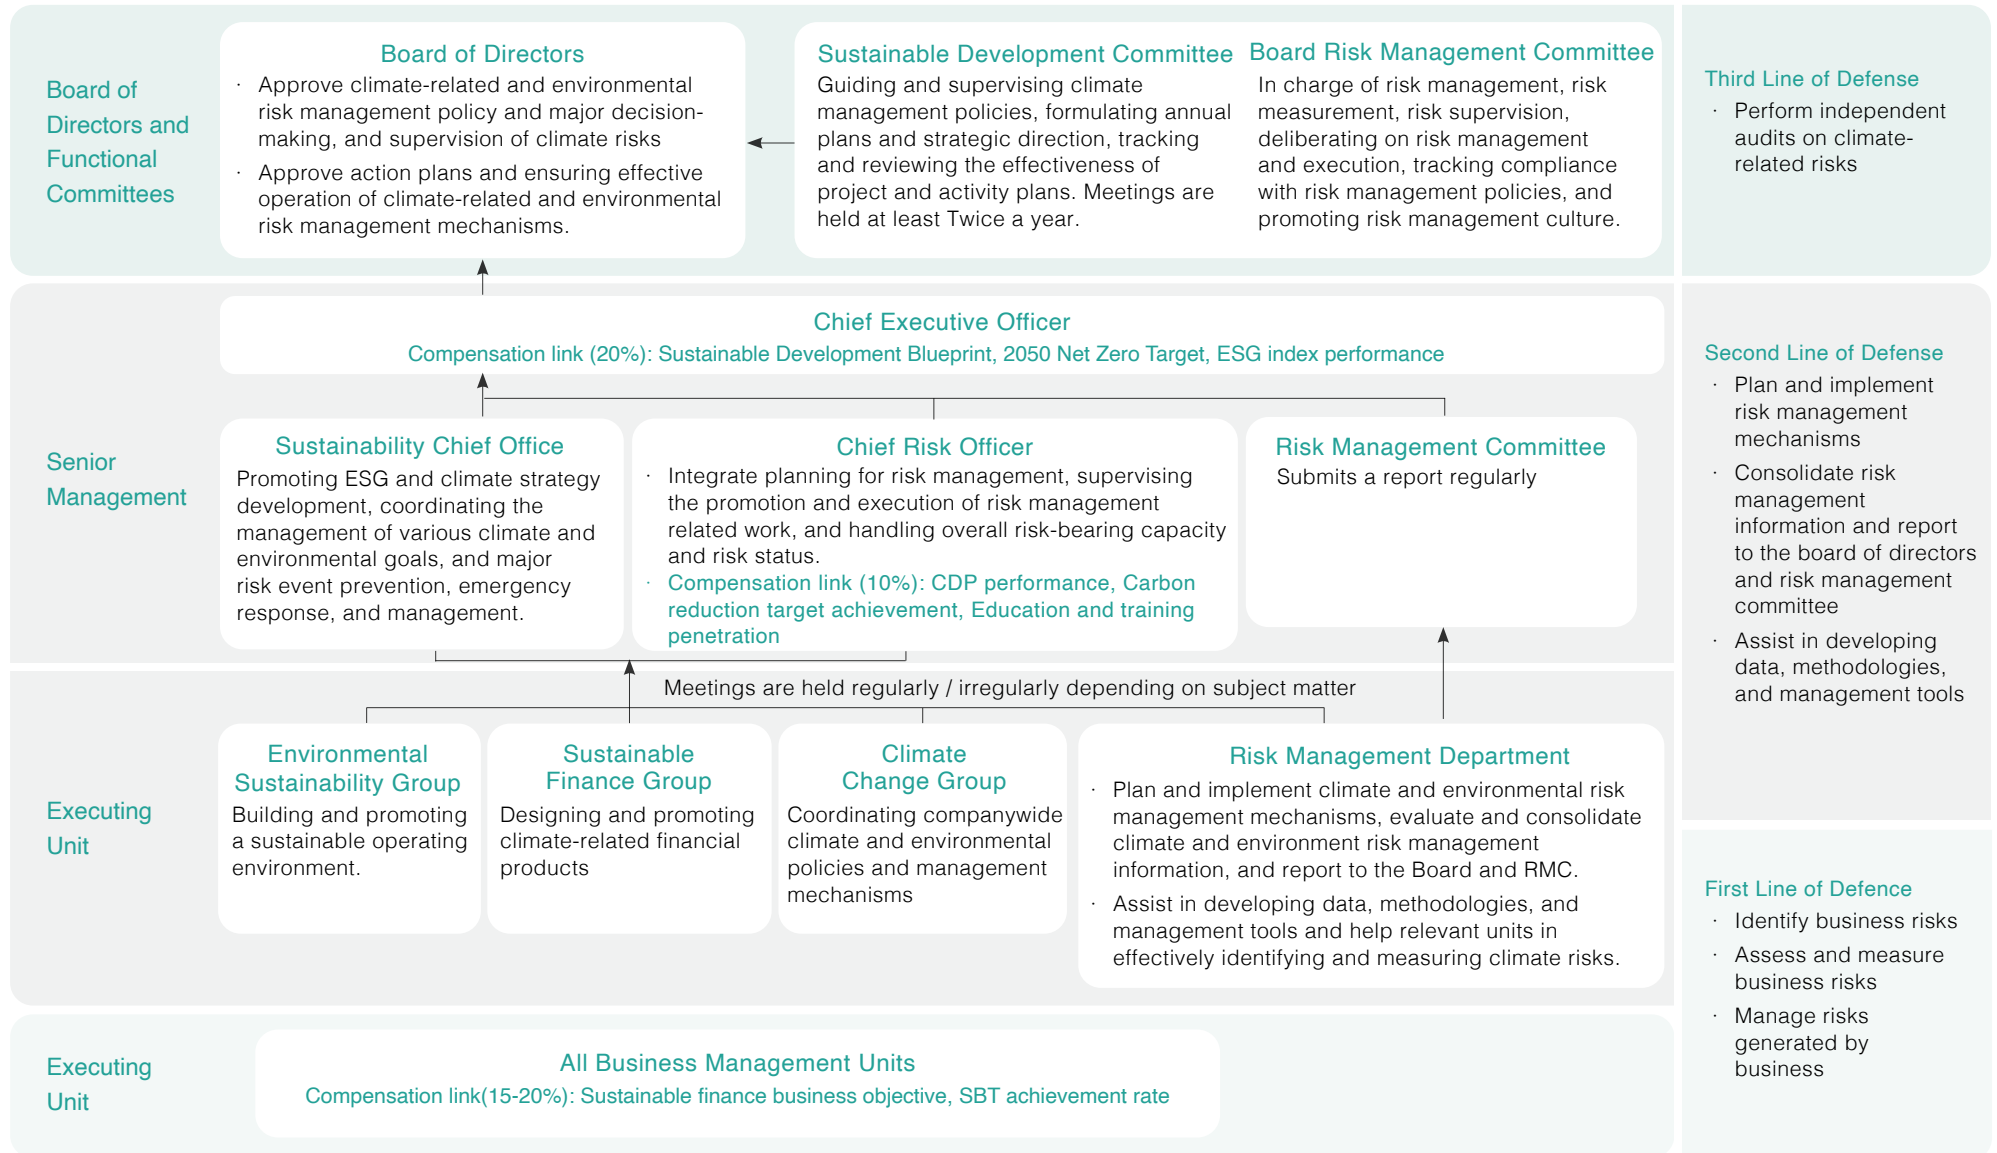 Board of
Directors and
Functional
Committees
Board of Directors
· Approve climate-related and environmental
risk management policy and major decision-
making, and supervision of climate risks
· Approve action plans and ensuring effective
operation of climate-related and environmental
risk management mechanisms.
Sustainable Development Committee
Guiding and supervising climate
management policies, formulating annual
plans and strategic direction, tracking
and reviewing the effectiveness of
project and activity plans. Meetings are
held at least Twice a year.
Board Risk Management Committee
In charge of risk management, risk
measurement, risk supervision,
deliberating on risk management
and execution, tracking compliance
with risk management policies, and
promoting risk management culture.
Third Line of Defense
· Perform independent
audits on climate-
related risks
Senior
Management
Chief Executive Officer
Compensation link (20%): Sustainable Development Blueprint, 2050 Net Zero Target, ESG index performance
Sustainability Chief Office
Promoting ESG and climate strategy
development, coordinating the
management of various climate and
environmental goals, and major
risk event prevention, emergency
response, and management.
Chief Risk Officer
· Integrate planning for risk management, supervising
the promotion and execution of risk management
related work, and handling overall risk-bearing capacity
and risk status.
· Compensation link (10%): CDP performance, Carbon
reduction target achievement, Education and training
penetration
Risk Management Committee
Submits a report regularly
Second Line of Defense
· Plan and implement
risk management
mechanisms
· Consolidate risk
management
information and report
to the board of directors
and risk management
committee
· Assist in developing
data, methodologies,
and management tools
Meetings are held regularly / irregularly depending on subject matter
Executing
Unit
Environmental
Sustainability Group
Building and promoting
a sustainable operating
environment.
Sustainable
Finance Group
Designing and promoting
climate-related financial
products
Climate
Change Group
Coordinating companywide
climate and environmental
policies and management
mechanisms
Risk Management Department
· Plan and implement climate and environmental risk
management mechanisms, evaluate and consolidate
climate and environment risk management
information, and report to the Board and RMC.
· Assist in developing data, methodologies, and
management tools and help relevant units in
effectively identifying and measuring climate risks.
First Line of Defence
· Identify business risks
· Assess and measure
business risks
· Manage risks
generated by
business
Executing
Unit
All Business Management Units
Compensation link(15-20%): Sustainable finance business objective, SBT achievement rate